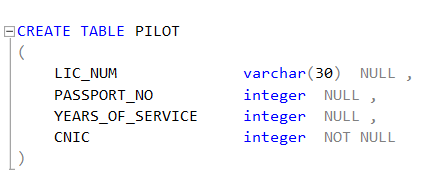 CREATE TABLE PILOT
(
LIC_NUM varchar(30) NULL ,
PASSPORT_NO integer NULL ,
YEARS_OF_SERVICE integer NULL ,
CNIC integer NOT NULL
)